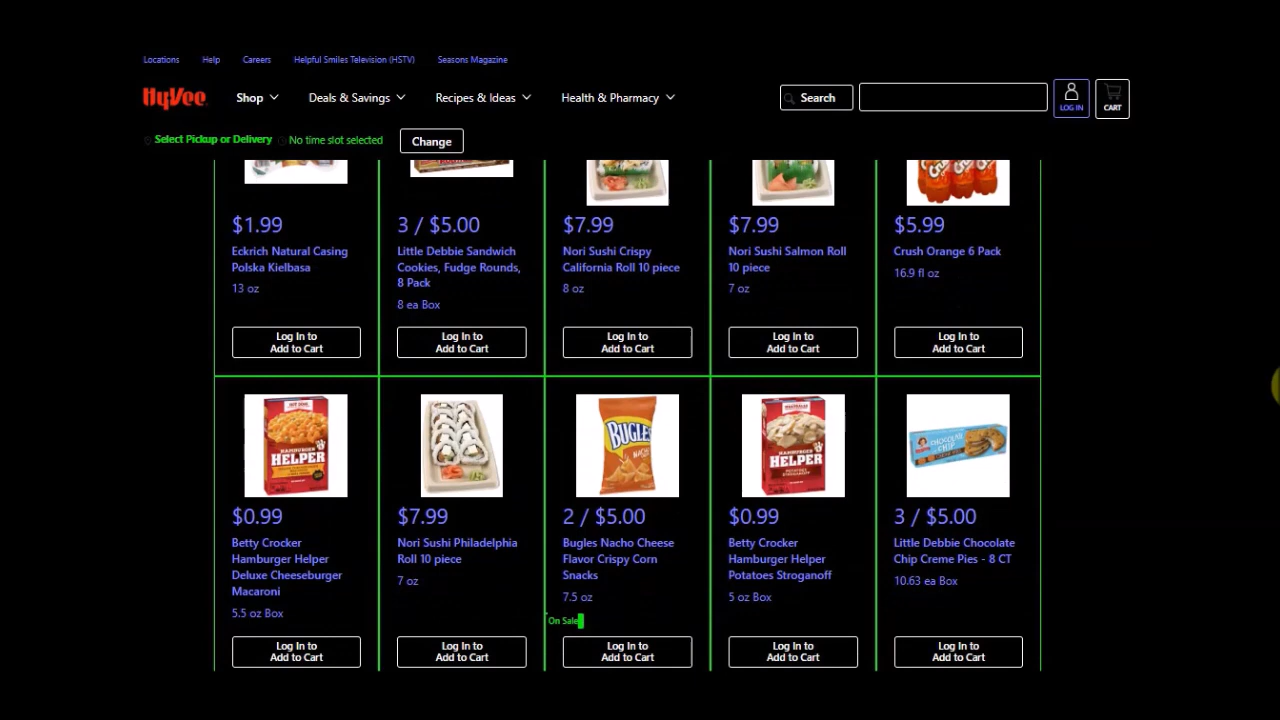 Locations Help Careers Helpful Smiles Television (HSTV) Seasons Magazine
HyVee Shop Deals & Savings Recipes & Ideas Health & Pharmacy Search LOG IN CART
Select Pickup or Delivery No time slot selected Change
$1.99
Eckrich Natural Casing
Polska Kielbasa
13 oz
Log In to
Add to Cart
3 / $5.00
Little Debbie Sandwich
Cookies, Fudge Rounds,
8 Pack
8 ea Box
Log In to
Add to Cart
$7.99
Nori Sushi Crispy
California Roll 10 piece
8 oz
Log In to
Add to Cart
$7.99
Nori Sushi Salmon Roll
10 piece
7 oz
Log In to
Add to Cart
$5.99
Crush Orange 6 Pack
16.9 fl oz
Log In to
Add to Cart
HAMBURGER
HELPER
$0.99
Betty Crocker
Hamburger Helper
Deluxe Cheeseburger
Macaroni
5.5 oz Box
Log In to
Add to Cart
$7.99
Nori Sushi Philadelphia
Roll 10 piece
7 oz
Log In to
Add to Cart
BUGLES
NACHO
2 / $5.00
Bugles Nacho Cheese
Flavor Crispy Corn
Snacks
7.5 oz
On Sale
Log In to
Add to Cart
HAMBURGER
HELPER
POTATOES
STROGANOFF
$0.99
Betty Crocker
Hamburger Helper
Potatoes Stroganoff
5 oz Box
Log In to
Add to Cart
CHOCOLATE
CHIP
3 / $5.00
Little Debbie Chocolate
Chip Creme Pies - 8 CT
10.63 ea Box
Log In to
Add to Cart